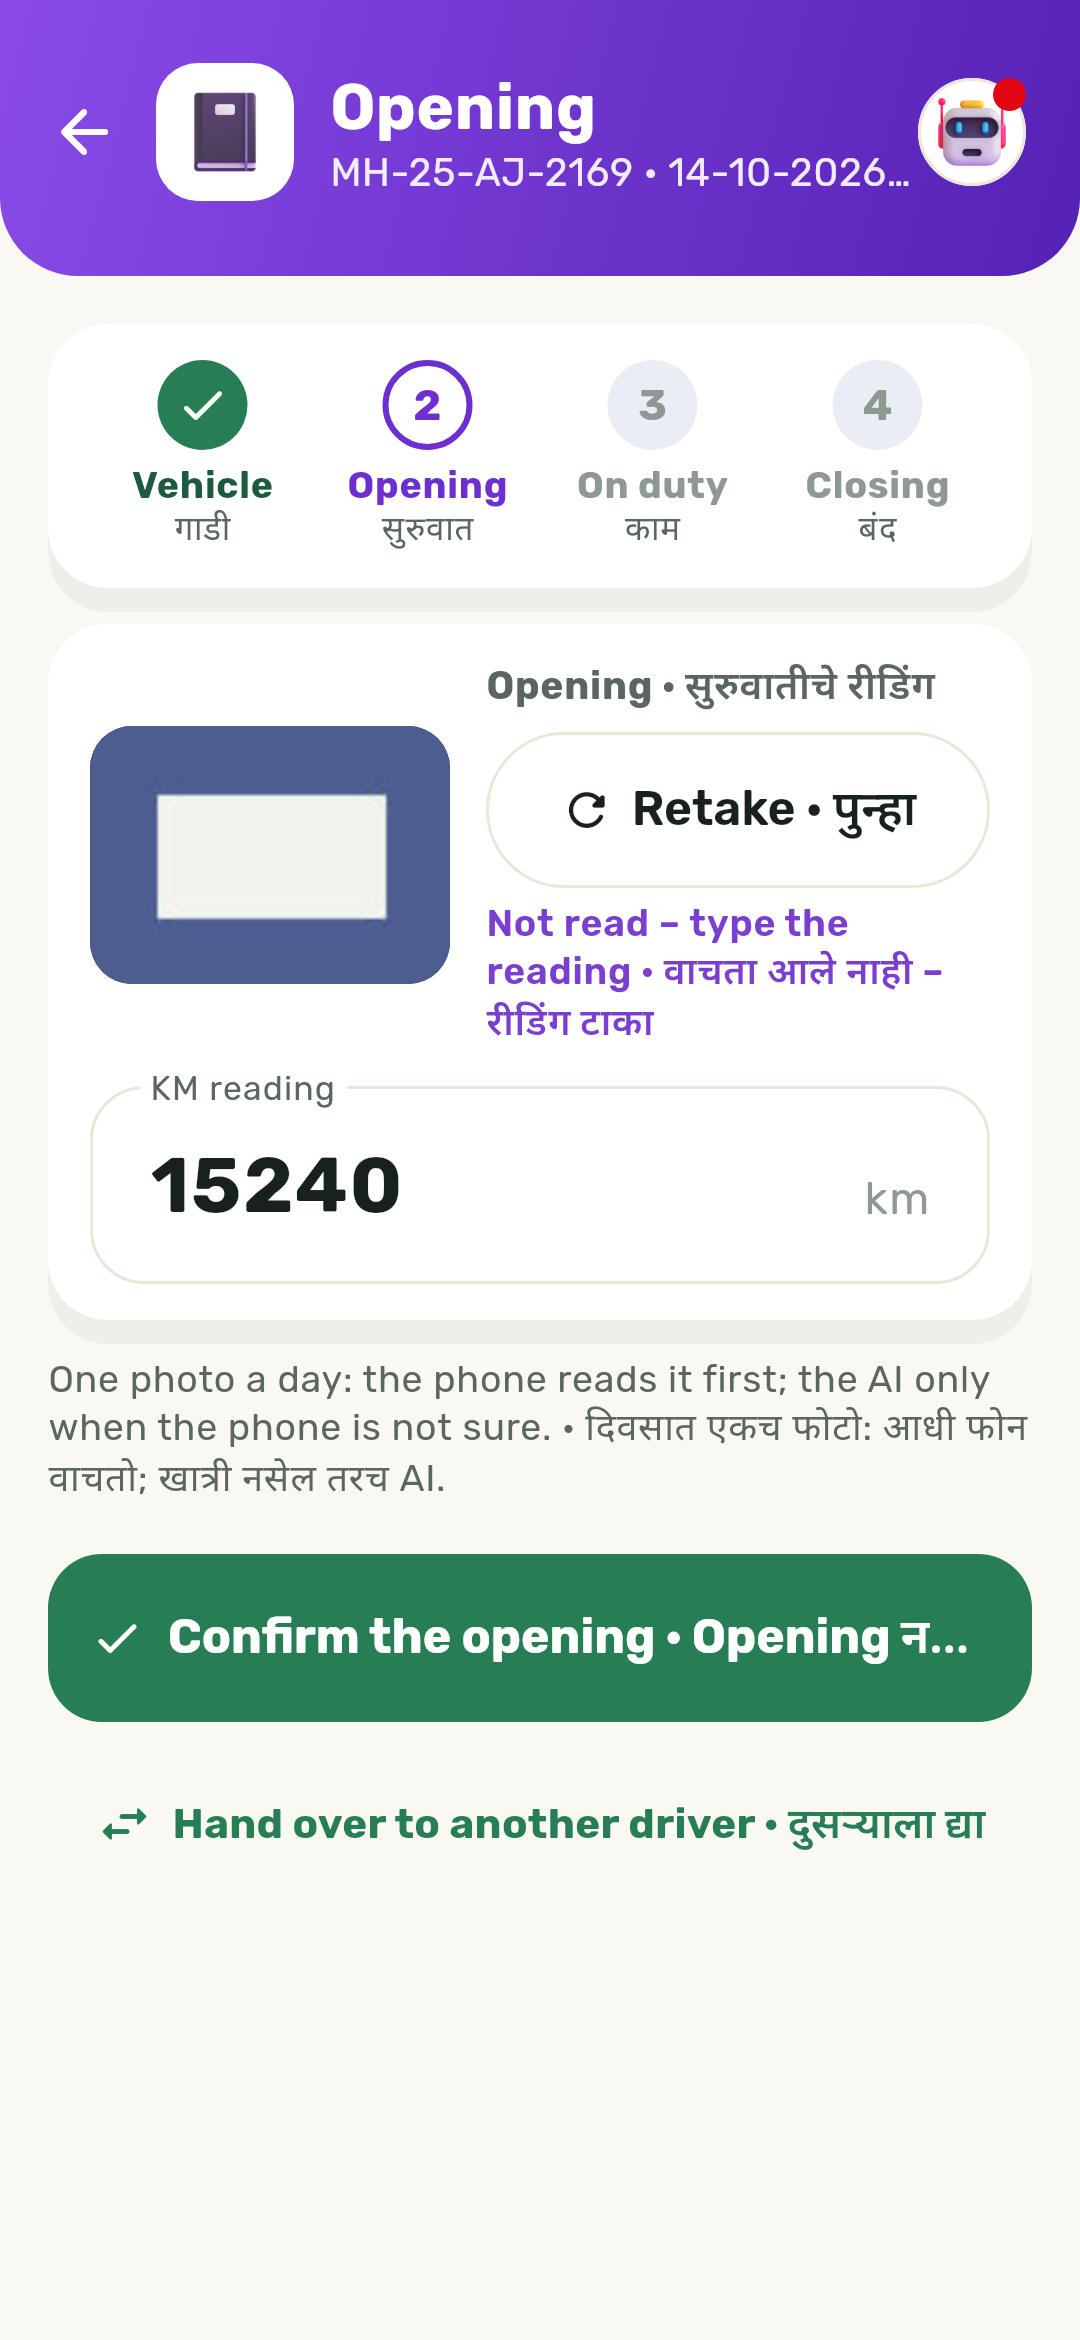 Opening
MH-25-AJ-2169 • 14-10-2026...
Vehicle
गाडी
2
Opening
सुरुवात
3
On duty
काम
4
Closing
बंद
Opening • सुरुवातीचे रीडिंग
Retake • पुन्हा
Not read – type the
reading • वाचता आले नाही –
रीडिंग टाका
KM reading
15240
km
One photo a day: the phone reads it first; the AI only
when the phone is not sure. • दिवसात एकच फोटो: आधी फोन
वाचतो; खात्री नसेल तरच AI.
Confirm the opening • Opening न...
Hand over to another driver • दुसऱ्याला द्या